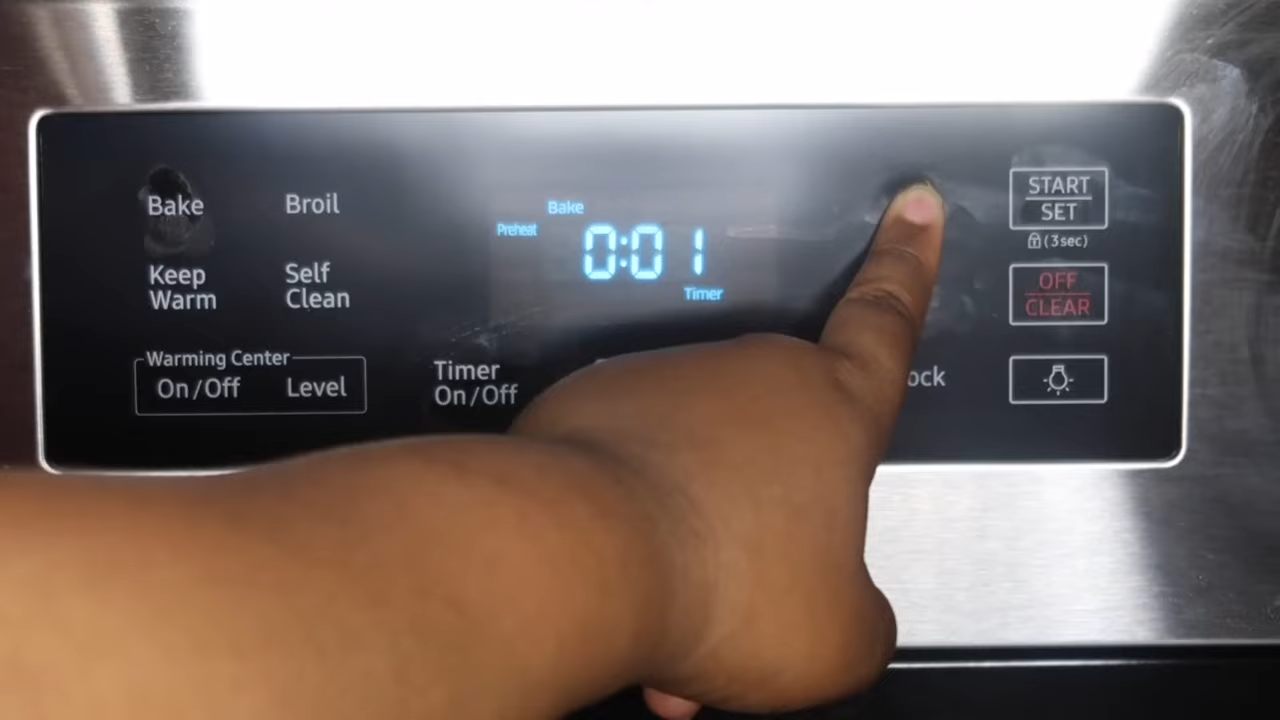 Bake
Broil
Keep
Warm
Self
Clean
Warming Center
On/Off
Level
Bake
Preheat
0:01
Timer
Timer
On/Off
ock
START
SET
(3sec)
OFF
CLEAR